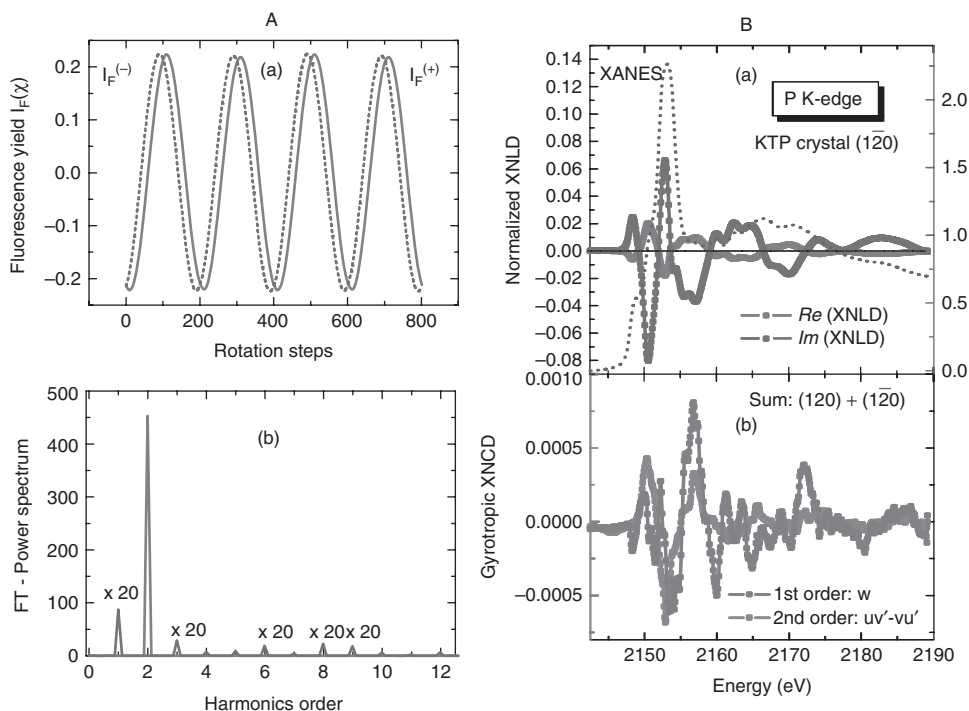 A
I_F^(−)
(a)
I_F^(+)
0.2
0.1
0.0
−0.1
−0.2
Fluorescence yield I_F(χ)
0 200 400 600 800
Rotation steps
500
400
300
200
100
0
FT - Power spectrum
(b)
x 20
x 20
x 20
x 20 x 20
0 2 4 6 8 10 12
Harmonics order
B
XANES
(a)
P K-edge
KTP crystal (12̅0)
0.14
0.12
0.10
0.08
0.06
0.04
0.02
0.00
−0.02
−0.04
−0.06
−0.08
Normalized XNLD
2.0
1.5
1.0
0.5
0.0
Re (XNLD)
Im (XNLD)
Sum: (120) + (12̅0)
(b)
0.0010
0.0005
0.0000
−0.0005
Gyrotropic XNCD
1st order: w
2nd order: uv′-vu′
2150 2160 2170 2180 2190
Energy (eV)